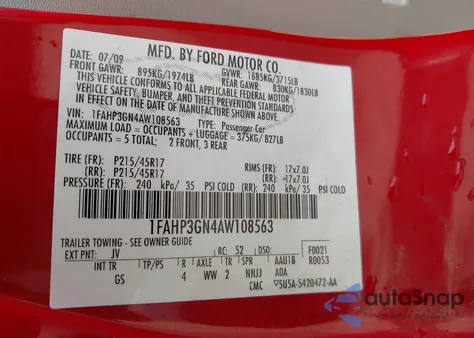 MFD. BY FORD MOTOR CO.
DATE: 07/09 GVWR: 1685KG/3715LB
FRONT GAWR: 895KG/1974LB REAR GAWR: 830KG/1830LB
THIS VEHICLE CONFORMS TO ALL APPLICABLE FEDERAL MOTOR
VEHICLE SAFETY, BUMPER, AND THEFT PREVENTION STANDARDS
IN EFFECT ON THE DATE OF MANUFACTURE SHOWN ABOVE.
VIN: 1FAHP3GN4AW108563 TYPE: Passenger Car
MAXIMUM LOAD = OCCUPANTS + LUGGAGE = 375KG/ 827LB
OCCUPANTS = 5 TOTAL; 2 FRONT, 3 REAR
TIRE (FR): P215/45R17 RIMS (FR): 17x7.0J
(RR): P215/45R17 (RR): 17x7.0J
PRESSURE (FR): 240 kPa/ 35 PSI COLD (RR): 240 kPa/ 35 PSI COLD
1FAHP3GN4AW108563
TRAILER TOWING - SEE OWNER GUIDE
EXT PNT: JV RC: 52 DSO: F0021
INT TR TP/PS R AXLE TR SPR AAU1B R0053
GS 4 WW 2 NNJJ AOA
CMC ▽5U5A-5420472-AA
autoSnap